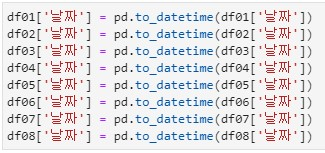 df01['날짜'] = pd.to_datetime(df01['날짜'])
df02['날짜'] = pd.to_datetime(df02['날짜'])
df03['날짜'] = pd.to_datetime(df03['날짜'])
df04['날짜'] = pd.to_datetime(df04['날짜'])
df05['날짜'] = pd.to_datetime(df05['날짜'])
df06['날짜'] = pd.to_datetime(df06['날짜'])
df07['날짜'] = pd.to_datetime(df07['날짜'])
df08['날짜'] = pd.to_datetime(df08['날짜'])